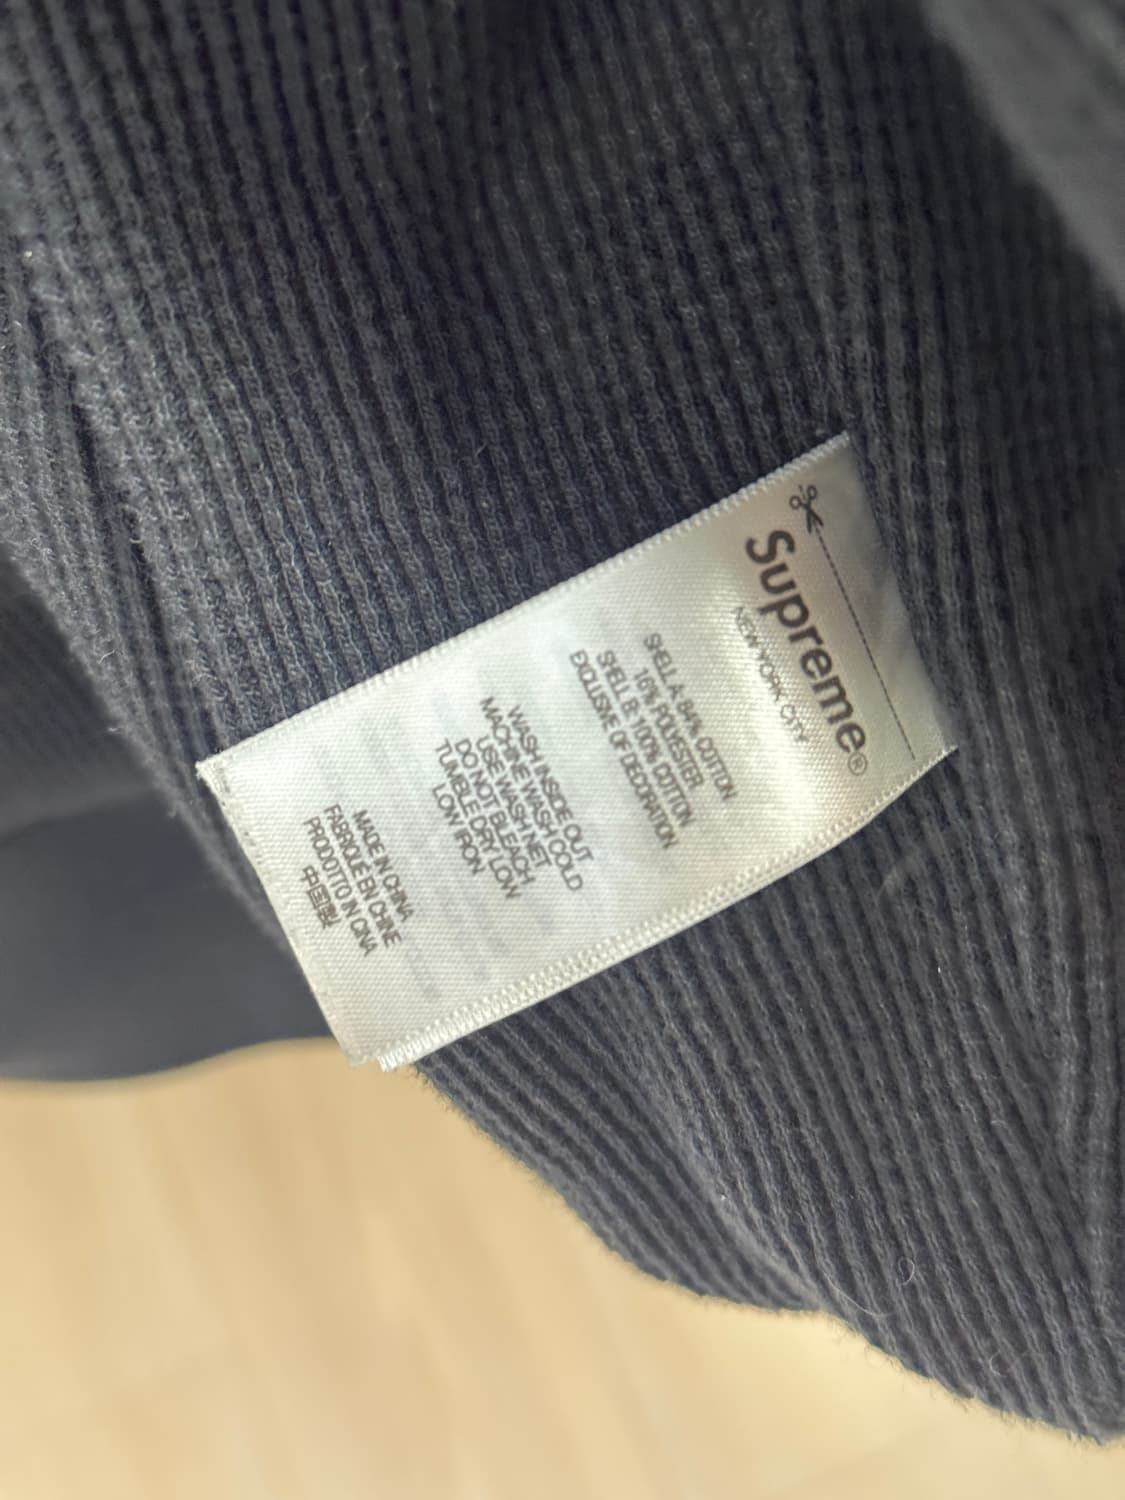 Supreme®
NEW YORK CITY
SHELL A: 84% COTTON
16% POLYESTER
SHELL B: 100% COTTON
EXCLUSIVE OF DECORATION
WASH INSIDE OUT
MACHINE WASH COLD
USE WASH NET
DO NOT BLEACH
TUMBLE DRY LOW
LOW IRON
MADE IN CHINA
FABRIQUÉ EN CHINE
PRODOTTO IN CINA
中国製